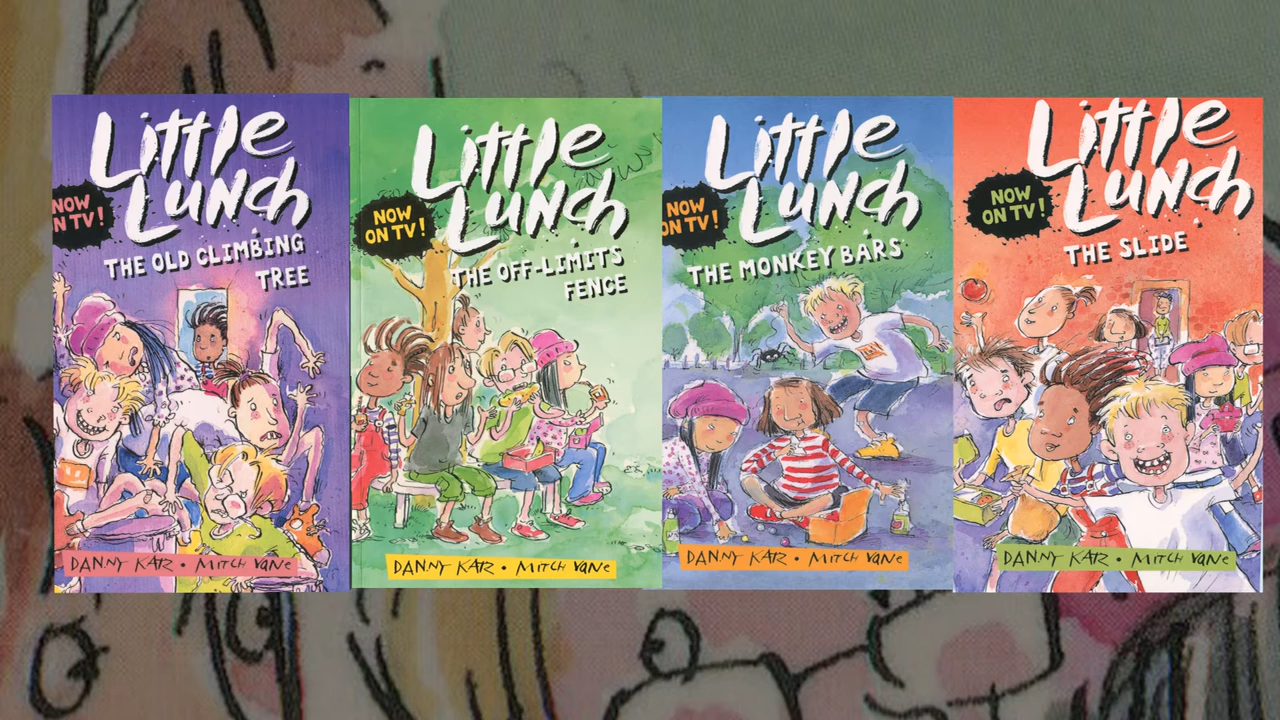 Little
Lunch
NOW
ON TV!
THE OLD CLIMBING
TREE
DANNY KATZ • MITCH VANE
Little
Lunch
NOW
ON TV!
THE OFF-LIMITS
FENCE
DANNY KATZ • MITCH VANE
Little
Lunch
NOW
ON TV!
THE MONKEY BARS
DANNY KATZ • MITCH VANE
Little
Lunch
NOW
ON TV!
THE SLIDE
DANNY KATZ • MITCH VANE